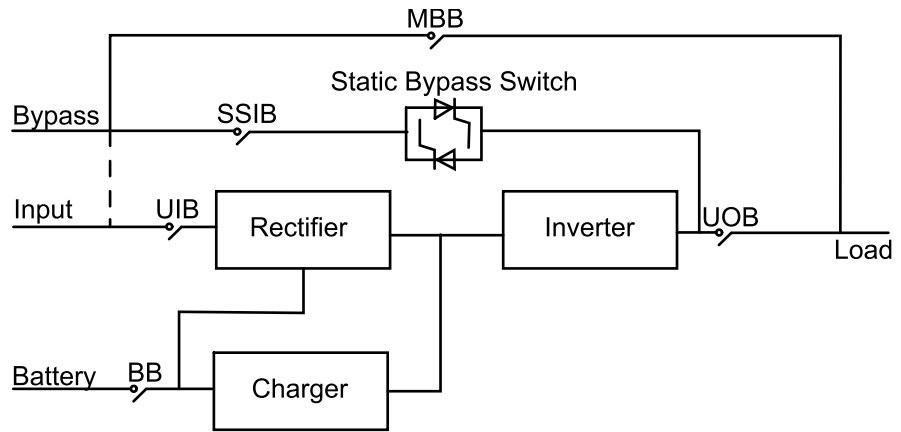 MBB
Static Bypass Switch
Bypass
SSIB
Input
UIB
Rectifier
Inverter
UOB
Load
Battery
BB
Charger